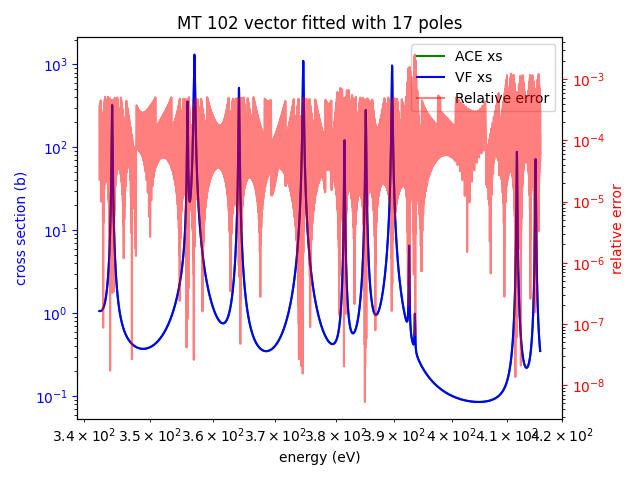 MT 102 vector fitted with 17 poles
ACE xs
VF xs
Relative error
cross section (b)
10³
10²
10¹
10⁰
10⁻¹
relative error
10⁻³
10⁻⁴
10⁻⁵
10⁻⁶
10⁻⁷
10⁻⁸
3.4 × 10² 3.5 × 10² 3.6 × 10² 3.7 × 10² 3.8 × 10² 3.9 × 10² 4 × 10² 4.1 × 10² 4.2 × 10²
energy (eV)